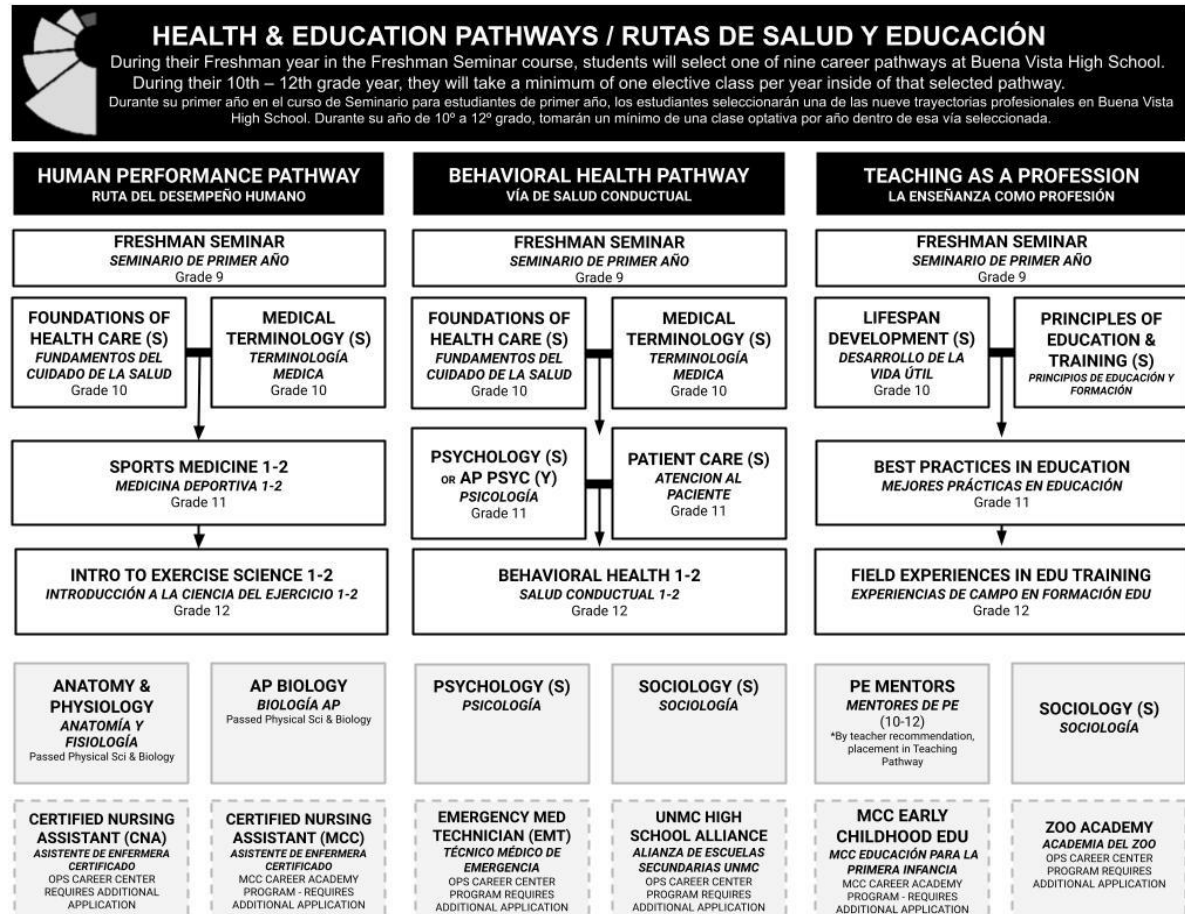 HEALTH & EDUCATION PATHWAYS / RUTAS DE SALUD Y EDUCACIÓN
During their Freshman year in the Freshman Seminar course, students will select one of nine career pathways at Buena Vista High School.
During their 10th – 12th grade year, they will take a minimum of one elective class per year inside of that selected pathway.
Durante su primer año en el curso de Seminario para estudiantes de primer año, los estudiantes seleccionarán una de las nueve trayectorias profesionales en Buena Vista
High School. Durante su año de 10º a 12º grado, tomarán un mínimo de una clase optativa por año dentro de esa vía seleccionada.
HUMAN PERFORMANCE PATHWAY
RUTA DEL DESEMPEÑO HUMANO
FRESHMAN SEMINAR
SEMINARIO DE PRIMER AÑO
Grade 9
FOUNDATIONS OF
HEALTH CARE (S)
FUNDAMENTOS DEL
CUIDADO DE LA SALUD
Grade 10
MEDICAL
TERMINOLOGY (S)
TERMINOLOGÍA
MEDICA
Grade 10
SPORTS MEDICINE 1-2
MEDICINA DEPORTIVA 1-2
Grade 11
INTRO TO EXERCISE SCIENCE 1-2
INTRODUCCIÓN A LA CIENCIA DEL EJERCICIO 1-2
Grade 12
ANATOMY &
PHYSIOLOGY
ANATOMÍA Y
FISIOLOGÍA
Passed Physical Sci & Biology
AP BIOLOGY
BIOLOGÍA AP
Passed Physical Sci & Biology
CERTIFIED NURSING
ASSISTANT (CNA)
ASISTENTE DE ENFERMERA
CERTIFICADO
OPS CAREER CENTER
REQUIRES ADDITIONAL
APPLICATION
CERTIFIED NURSING
ASSISTANT (MCC)
ASISTENTE DE ENFERMERA
CERTIFICADO
MCC CAREER ACADEMY
PROGRAM - REQUIRES
ADDITIONAL APPLICATION
BEHAVIORAL HEALTH PATHWAY
VÍA DE SALUD CONDUCTUAL
FRESHMAN SEMINAR
SEMINARIO DE PRIMER AÑO
Grade 9
FOUNDATIONS OF
HEALTH CARE (S)
FUNDAMENTOS DEL
CUIDADO DE LA SALUD
Grade 10
MEDICAL
TERMINOLOGY (S)
TERMINOLOGÍA
MEDICA
Grade 10
PSYCHOLOGY (S)
OR AP PSYC (Y)
PSICOLOGÍA
Grade 11
PATIENT CARE (S)
ATENCION AL
PACIENTE
Grade 11
BEHAVIORAL HEALTH 1-2
SALUD CONDUCTUAL 1-2
Grade 12
PSYCHOLOGY (S)
PSICOLOGÍA
SOCIOLOGY (S)
SOCIOLOGÍA
EMERGENCY MED
TECHNICIAN (EMT)
TÉCNICO MÉDICO DE
EMERGENCIA
OPS CAREER CENTER
PROGRAM REQUIRES
ADDITIONAL APPLICATION
UNMC HIGH
SCHOOL ALLIANCE
ALIANZA DE ESCUELAS
SECUNDARIAS UNMC
OPS CAREER CENTER
PROGRAM REQUIRES
ADDITIONAL APPLICATION
TEACHING AS A PROFESSION
LA ENSEÑANZA COMO PROFESIÓN
FRESHMAN SEMINAR
SEMINARIO DE PRIMER AÑO
Grade 9
LIFESPAN
DEVELOPMENT (S)
DESARROLLO DE LA
VIDA ÚTIL
Grade 10
PRINCIPLES OF
EDUCATION &
TRAINING (S)
PRINCIPIOS DE EDUCACIÓN Y
FORMACIÓN
BEST PRACTICES IN EDUCATION
MEJORES PRÁCTICAS EN EDUCACIÓN
Grade 11
FIELD EXPERIENCES IN EDU TRAINING
EXPERIENCIAS DE CAMPO EN FORMACIÓN EDU
Grade 12
PE MENTORS
MENTORES DE PE
(10-12)
*By teacher recommendation,
placement in Teaching
Pathway
SOCIOLOGY (S)
SOCIOLOGÍA
MCC EARLY
CHILDHOOD EDU
MCC EDUCACIÓN PARA LA
PRIMERA INFANCIA
MCC CAREER ACADEMY
PROGRAM - REQUIRES
ADDITIONAL APPLICATION
ZOO ACADEMY
ACADEMIA DEL ZOO
OPS CAREER CENTER
PROGRAM REQUIRES
ADDITIONAL APPLICATION